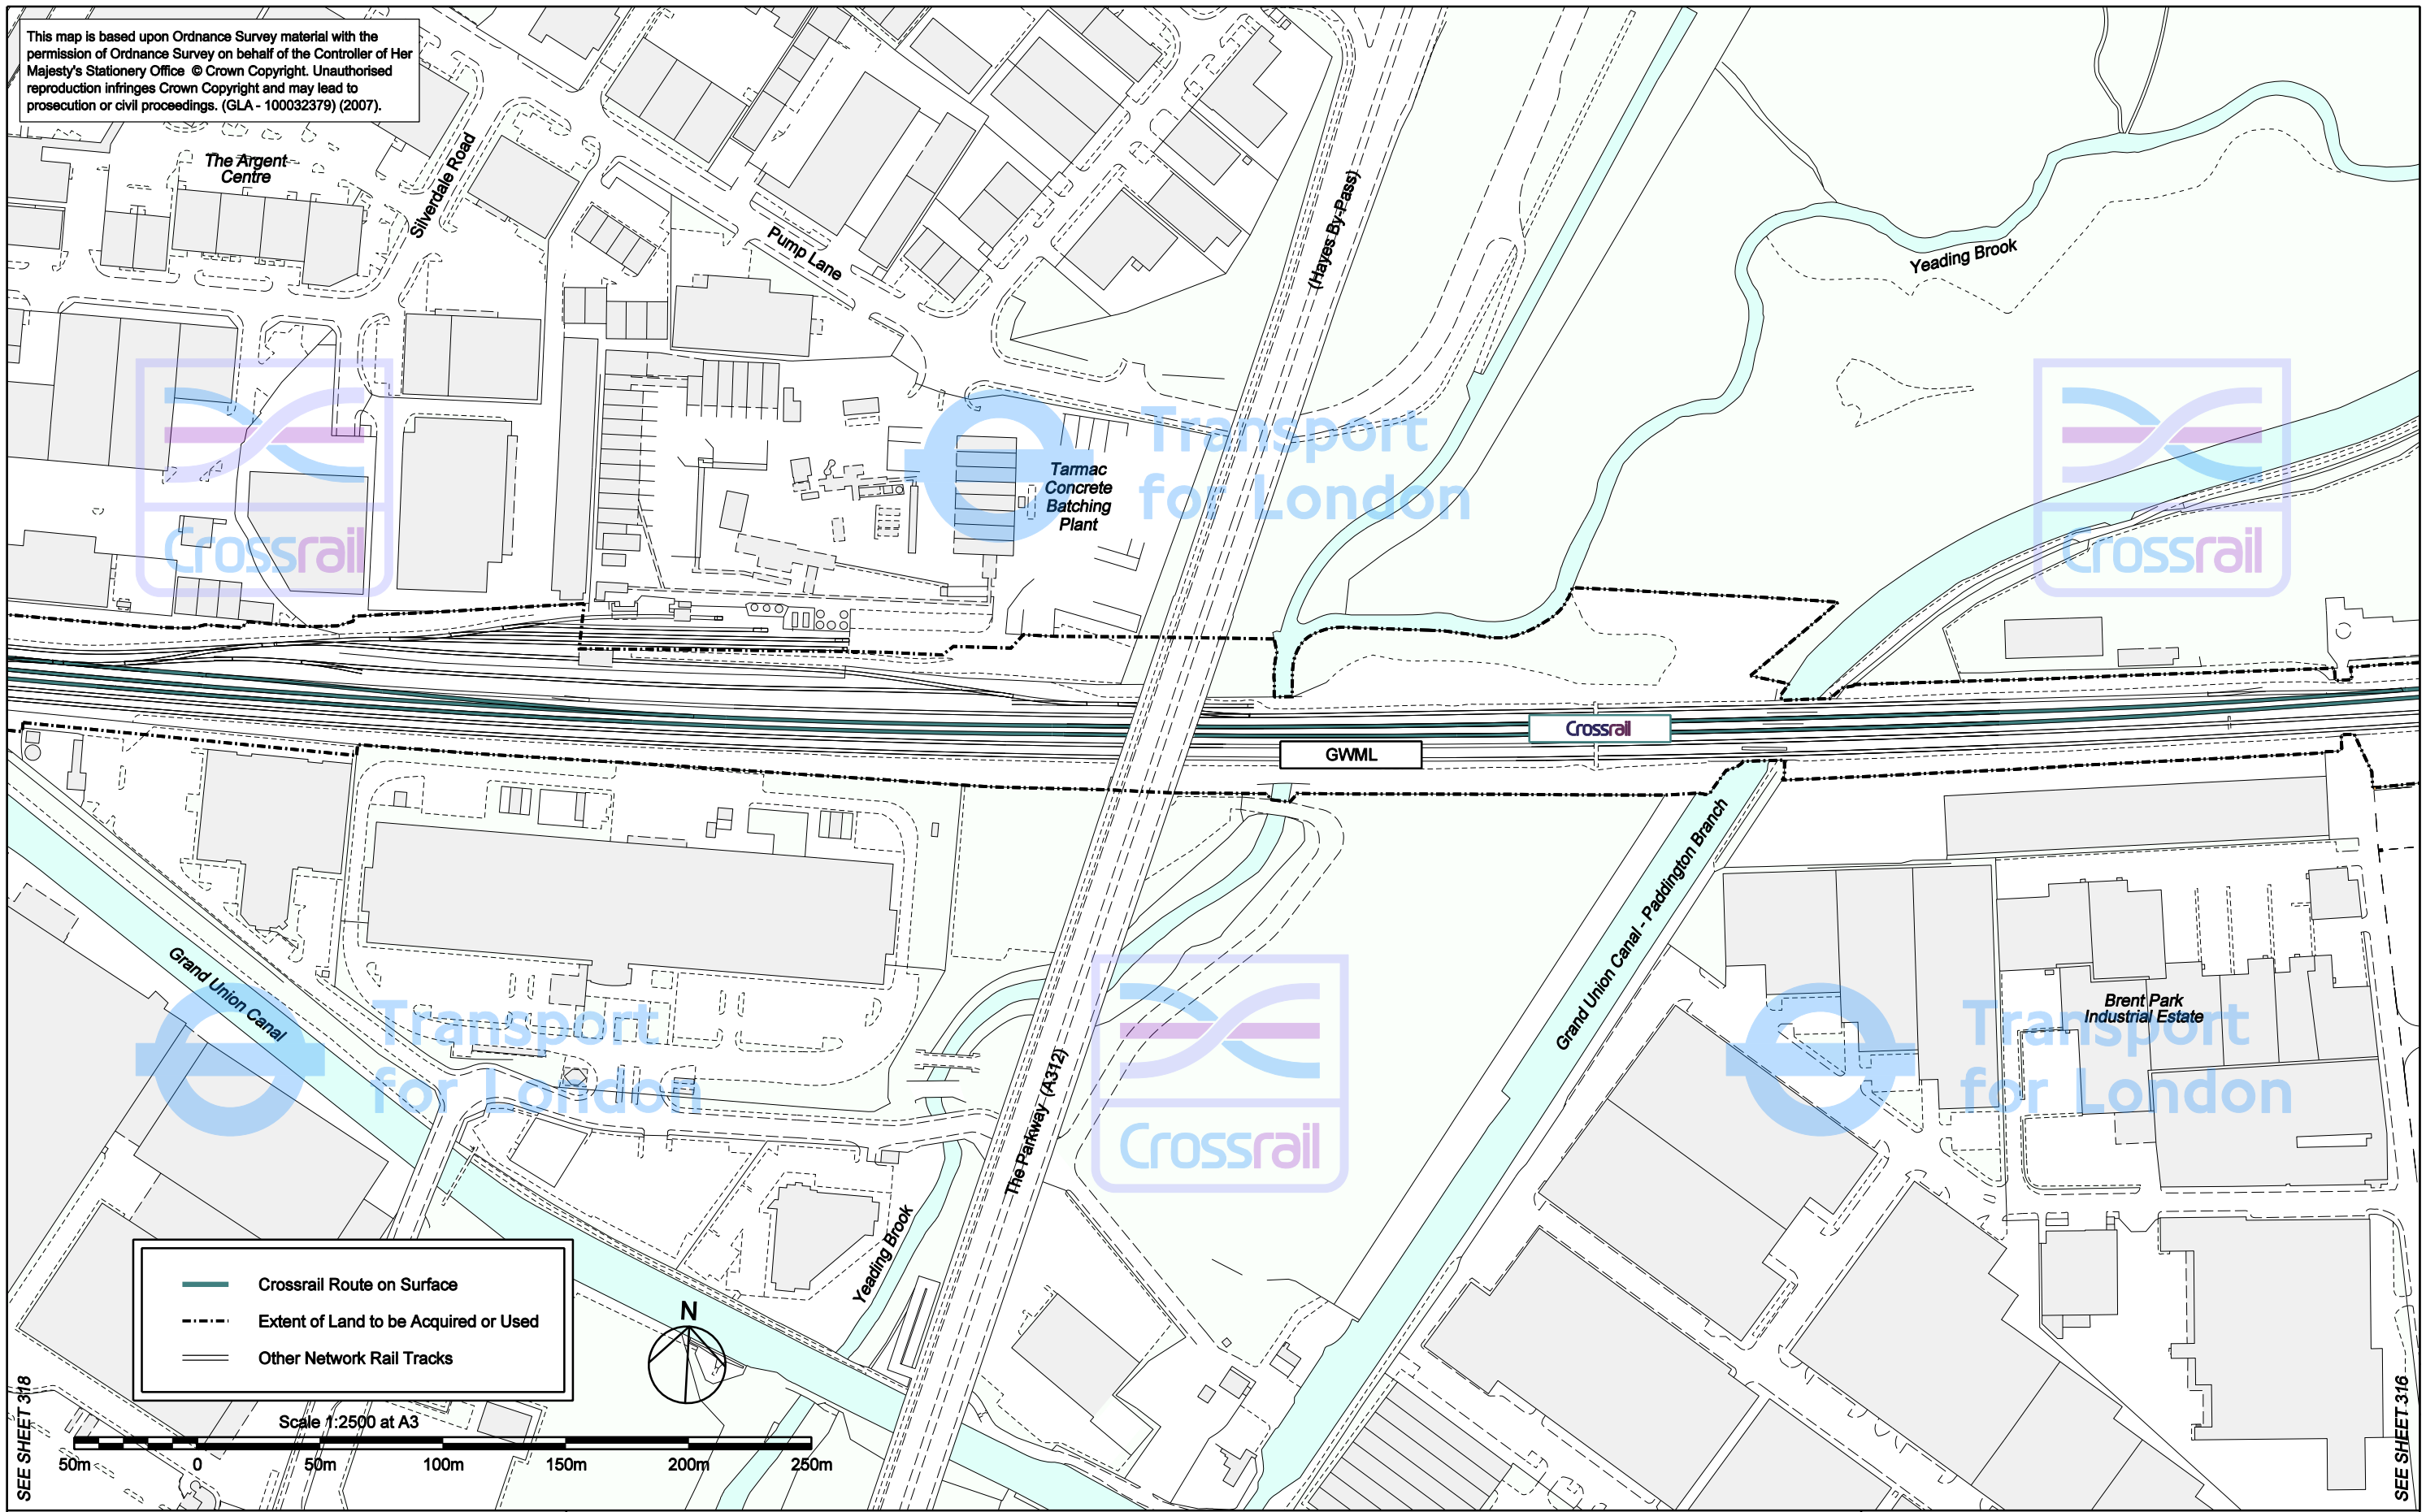 This map is based upon Ordnance Survey material with the
permission of Ordnance Survey on behalf of the Controller of Her
Majesty's Stationery Office © Crown Copyright. Unauthorised
reproduction infringes Crown Copyright and may lead to
prosecution or civil proceedings. (GLA - 100032379) (2007).
The Argent
Centre
Silverdale Road
Pump Lane
(Hayes By-Pass)
Yeading Brook
Crossrail
Transport
for London
Tarmac
Concrete
Batching
Plant
Crossrail
Crossrail
GWML
Grand Union Canal
Grand Union Canal - Paddington Branch
Transport
for London
The Parkway (A312)
Crossrail
Brent Park
Industrial Estate
Transport
for London
Yeading Brook
Crossrail Route on Surface
Extent of Land to be Acquired or Used
Other Network Rail Tracks
N
Scale 1:2500 at A3
50m 0 50m 100m 150m 200m 250m
SEE SHEET 318
SEE SHEET 316